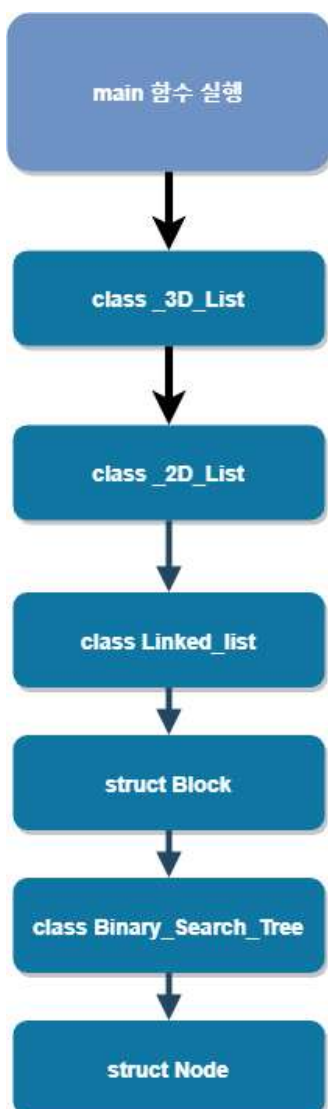 main 함수 실행
class _3D_List
class _2D_List
class Linked_list
struct Block
class Binary_Search_Tree
struct Node